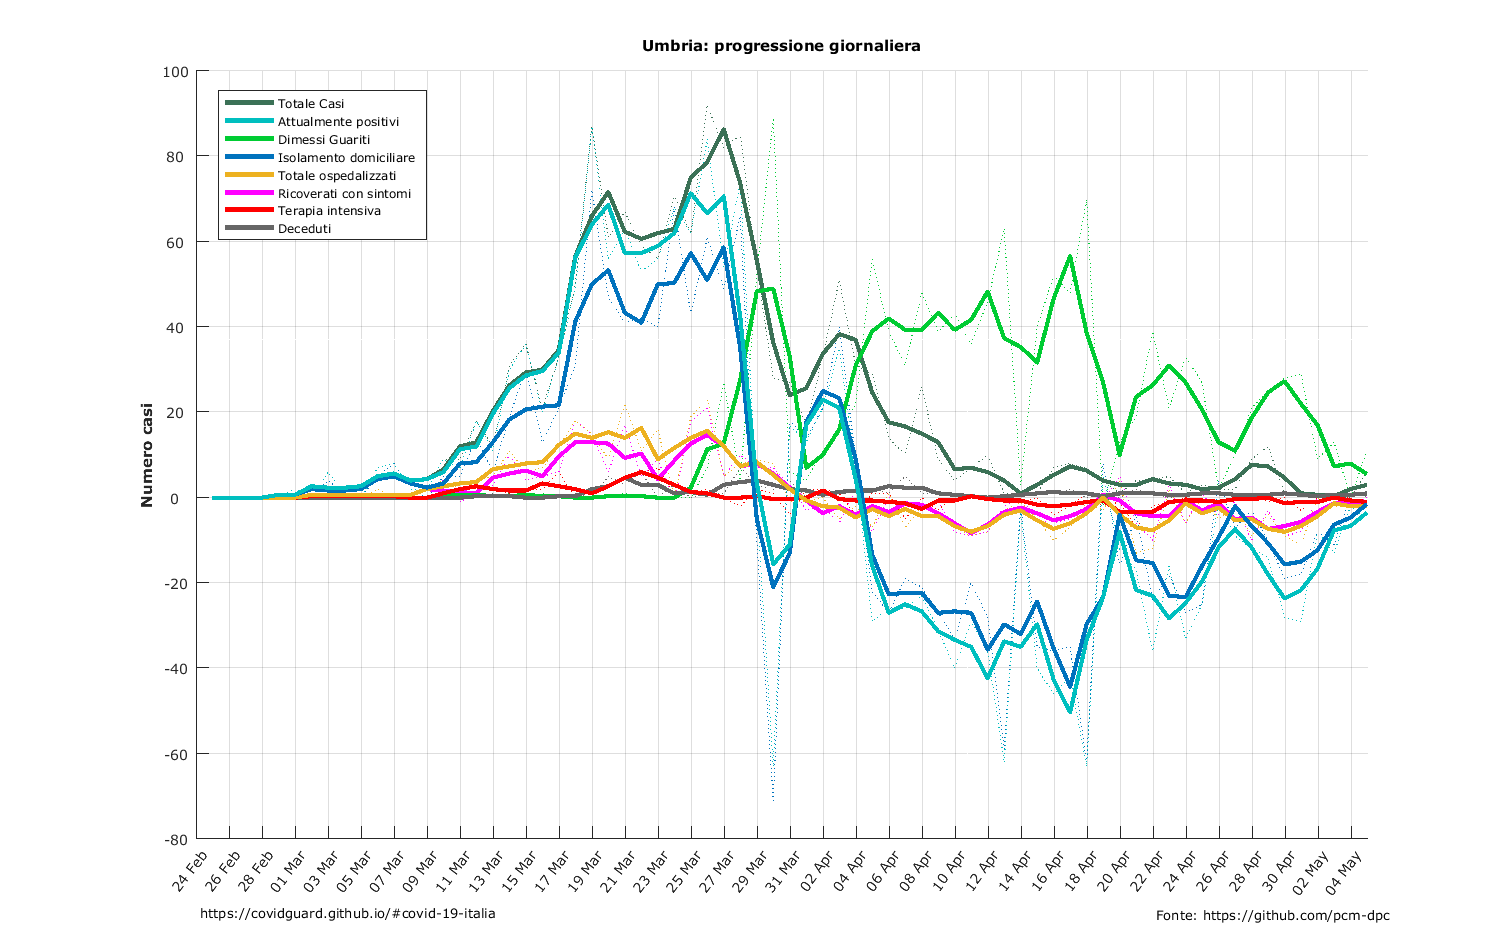 Umbria: progressione giornaliera
100
80
60
40
20
0
-20
-40
-60
-80
Numero casi
Totale Casi
Attualmente positivi
Dimessi Guariti
Isolamento domiciliare
Totale ospedalizzati
Ricoverati con sintomi
Terapia intensiva
Deceduti
24 Feb
26 Feb
28 Feb
01 Mar
03 Mar
05 Mar
07 Mar
09 Mar
11 Mar
13 Mar
15 Mar
17 Mar
19 Mar
21 Mar
23 Mar
25 Mar
27 Mar
29 Mar
31 Mar
02 Apr
04 Apr
06 Apr
08 Apr
10 Apr
12 Apr
14 Apr
16 Apr
18 Apr
20 Apr
22 Apr
24 Apr
26 Apr
28 Apr
30 Apr
02 May
04 May
https://covidguard.github.io/#covid-19-italia
Fonte: https://github.com/pcm-dpc